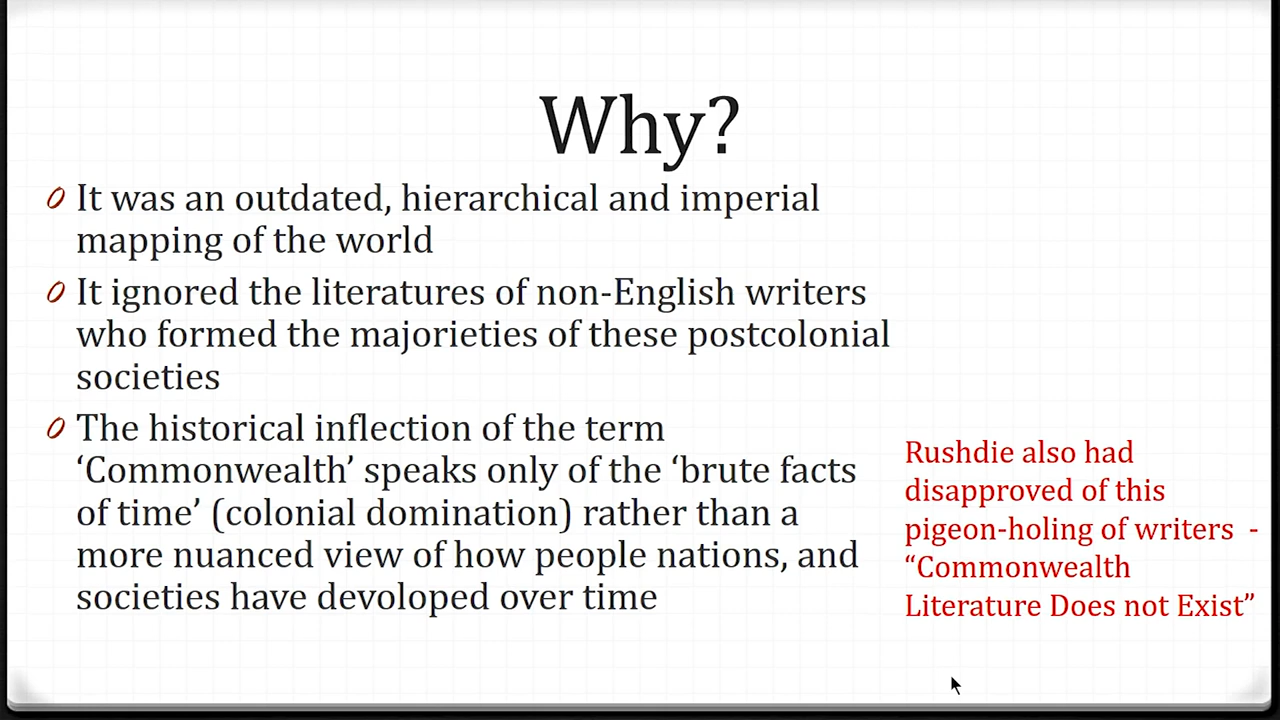 Why?
It was an outdated, hierarchical and imperial
mapping of the world
It ignored the literatures of non-English writers
who formed the majorieties of these postcolonial
societies
The historical inflection of the term
‘Commonwealth’ speaks only of the ‘brute facts
of time’ (colonial domination) rather than a
more nuanced view of how people nations, and
societies have devoloped over time
Rushdie also had
disapproved of this
pigeon-holing of writers -
“Commonwealth
Literature Does not Exist”